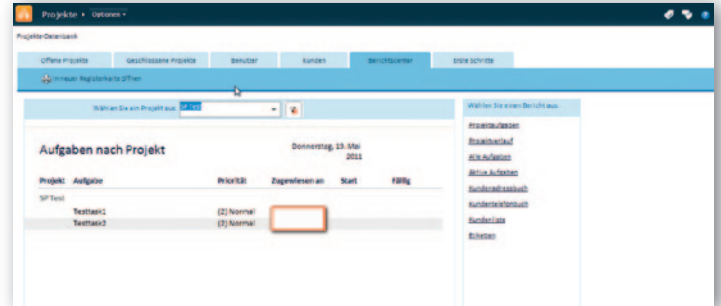 Projekte Optionen
Projekte-Datenbank
Offene Projekte Geschlossene Projekte Benutzer Kunden Berichtscenter Erste Schritte
In neuer Registerkarte öffnen
Wählen Sie ein Projekt aus: SP Test
Wählen Sie einen Bericht aus.
Projektaufgaben
Projektverlauf
Alle Aufgaben
Aktive Aufgaben
Kundenadressbuch
Kundentelefonbuch
Kundenliste
Etiketten
Aufgaben nach Projekt
Donnerstag, 19. Mai
2011
Projekt Aufgabe Priorität Zugewiesen an Start Fällig
SP Test
Testtask1 (2) Normal
Testtask2 (2) Normal